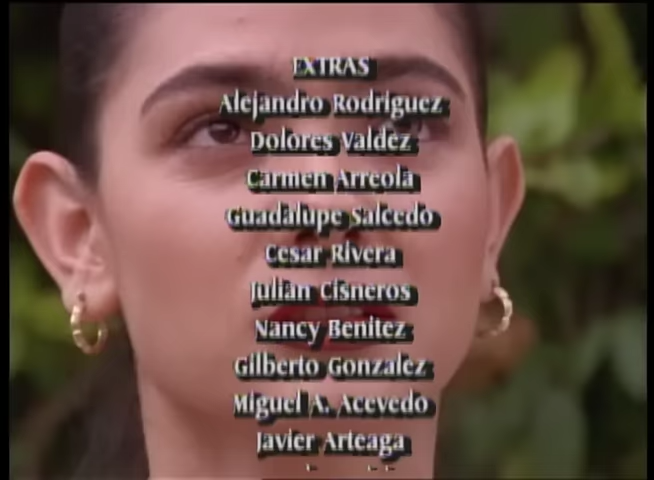 EXTRAS
Alejandro Rodriguez
Dolores Valdez
Carmen Arreola
Guadalupe Salcedo
Cesar Rivera
Julian Cisneros
Nancy Benitez
Gilberto Gonzalez
Miguel A. Acevedo
Javier Arteaga